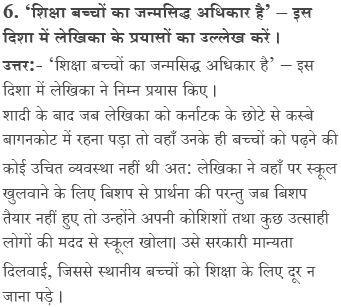 6. ‘शिक्षा बच्चों का जन्मसिद्ध अधिकार है’ – इस
दिशा में लेखिका के प्रयासों का उल्लेख करें ।
उत्तर:- ‘शिक्षा बच्चों का जन्मसिद्ध अधिकार है’ – इस
दिशा में लेखिका ने निम्न प्रयास किए ।
शादी के बाद जब लेखिका को कर्नाटक के छोटे से कस्बे
बागनकोट में रहना पड़ा तो वहाँ उनके ही बच्चों को पढ़ने की
कोई उचित व्यवस्था नहीं थी अत: लेखिका ने वहाँ पर स्कूल
खुलवाने के लिए बिशप से प्रार्थना की परन्तु जब बिशप
तैयार नहीं हुए तो उन्होंने अपनी कोशिशों तथा कुछ उत्साही
लोगों की मदद से स्कूल खोला। उसे सरकारी मान्यता
दिलवाई, जिससे स्थानीय बच्चों को शिक्षा के लिए दूर न
जाना पड़े ।